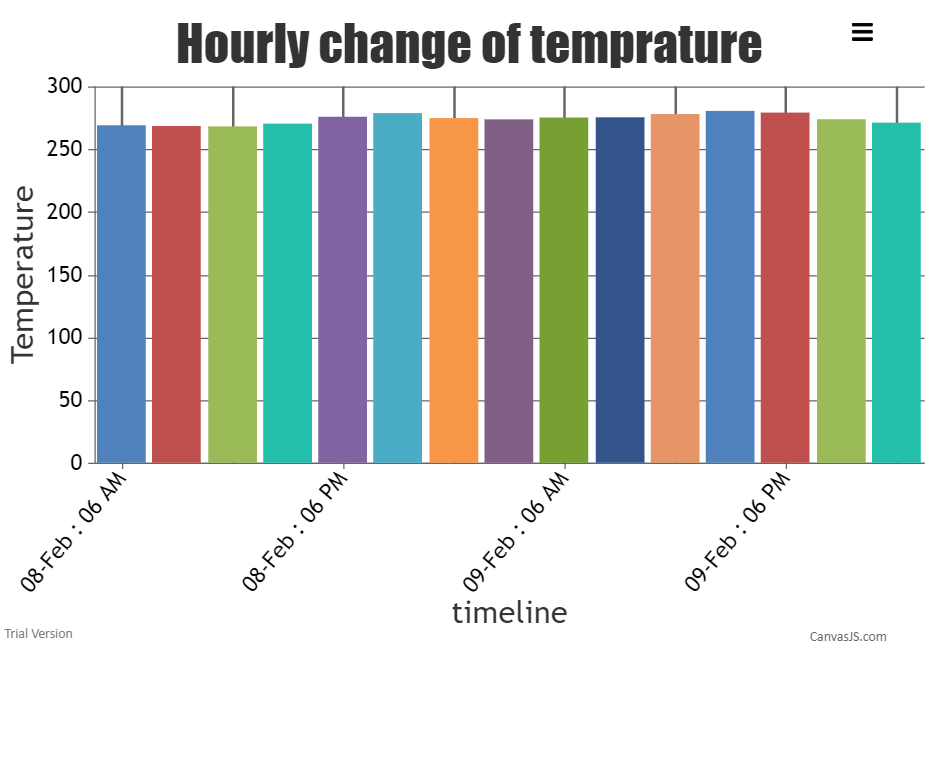 Hourly change of temprature
300
250
200
150
100
50
0
Temperature
08-Feb : 06 AM
08-Feb : 06 PM
09-Feb : 06 AM
09-Feb : 06 PM
timeline
Trial Version
CanvasJS.com